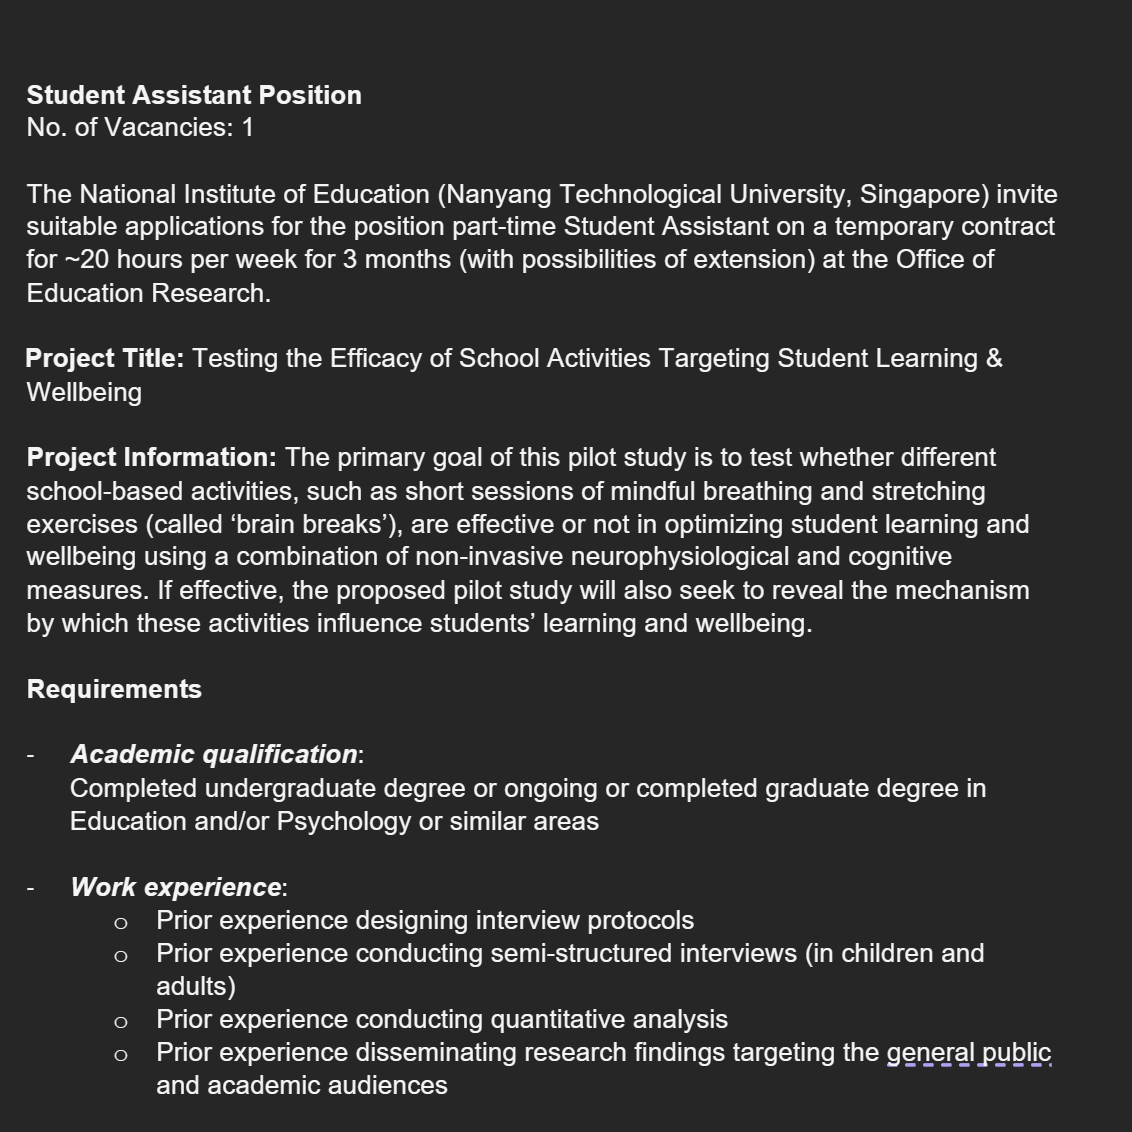 Student Assistant Position
No. of Vacancies: 1
The National Institute of Education (Nanyang Technological University, Singapore) invite
suitable applications for the position part-time Student Assistant on a temporary contract
for ~20 hours per week for 3 months (with possibilities of extension) at the Office of
Education Research.
Project Title: Testing the Efficacy of School Activities Targeting Student Learning &
Wellbeing
Project Information: The primary goal of this pilot study is to test whether different
school-based activities, such as short sessions of mindful breathing and stretching
exercises (called ‘brain breaks’), are effective or not in optimizing student learning and
wellbeing using a combination of non-invasive neurophysiological and cognitive
measures. If effective, the proposed pilot study will also seek to reveal the mechanism
by which these activities influence students’ learning and wellbeing.
Requirements
- Academic qualification:
Completed undergraduate degree or ongoing or completed graduate degree in
Education and/or Psychology or similar areas
- Work experience:
o Prior experience designing interview protocols
o Prior experience conducting semi-structured interviews (in children and
adults)
o Prior experience conducting quantitative analysis
o Prior experience disseminating research findings targeting the general public
and academic audiences